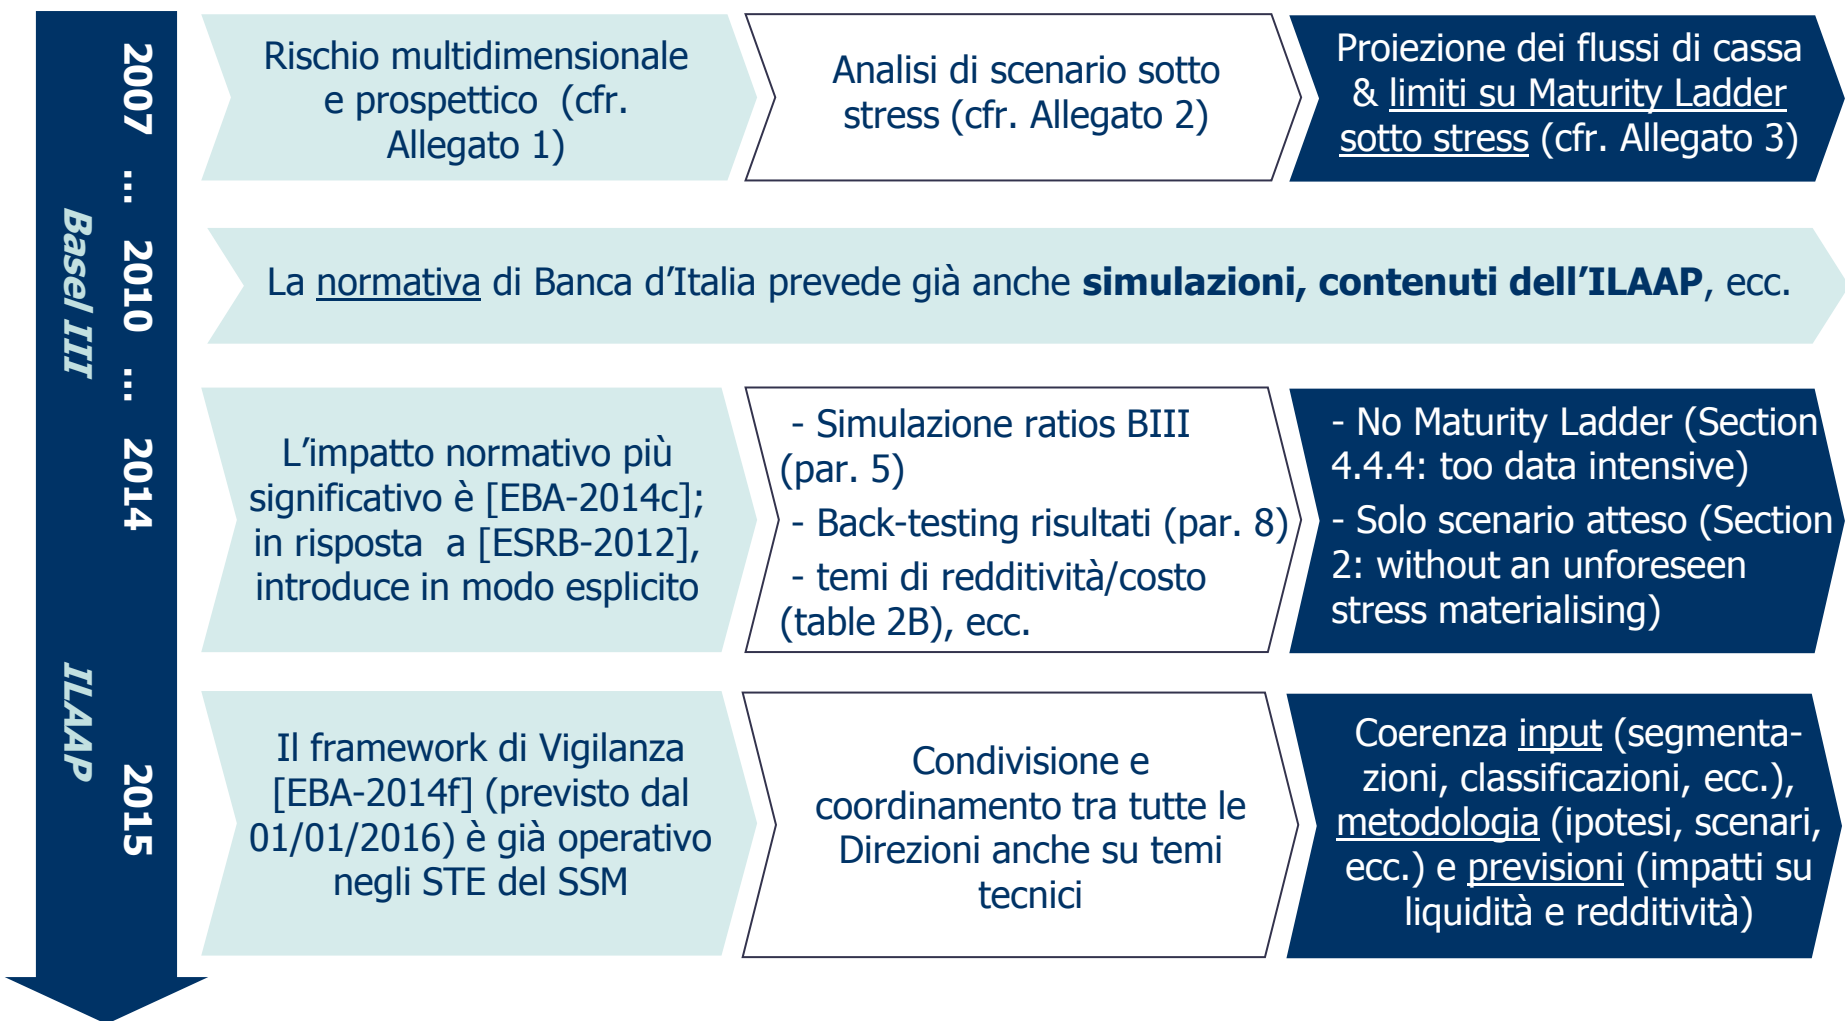 2007 ... 2010 ... 2014 2015
Basel III ILAAP
Rischio multidimensionale
e prospettico (cfr.
Allegato 1)
Analisi di scenario sotto
stress (cfr. Allegato 2)
Proiezione dei flussi di cassa
& limiti su Maturity Ladder
sotto stress (cfr. Allegato 3)
La normativa di Banca d’Italia prevede già anche simulazioni, contenuti dell’ILAAP, ecc.
L’impatto normativo più
significativo è [EBA-2014c];
in risposta a [ESRB-2012],
introduce in modo esplicito
- Simulazione ratios BIII
(par. 5)
- Back-testing risultati (par. 8)
- temi di redditività/costo
(table 2B), ecc.
- No Maturity Ladder (Section
4.4.4: too data intensive)
- Solo scenario atteso (Section
2: without an unforeseen
stress materialising)
Il framework di Vigilanza
[EBA-2014f] (previsto dal
01/01/2016) è già operativo
negli STE del SSM
Condivisione e
coordinamento tra tutte le
Direzioni anche su temi
tecnici
Coerenza input (segmenta-
zioni, classificazioni, ecc.),
metodologia (ipotesi, scenari,
ecc.) e previsioni (impatti su
liquidità e redditività)